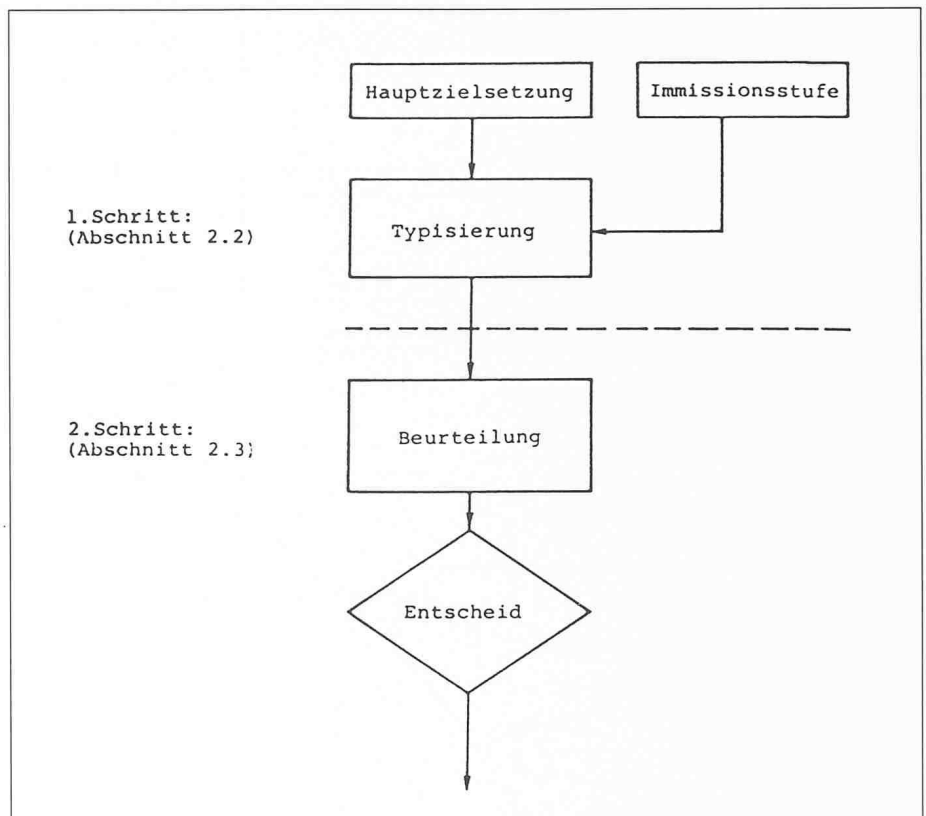 Hauptzielsetzung
Immissionsstufe
1.Schritt:
(Abschnitt 2.2)
Typisierung
2.Schritt:
(Abschnitt 2.3)
Beurteilung
Entscheid